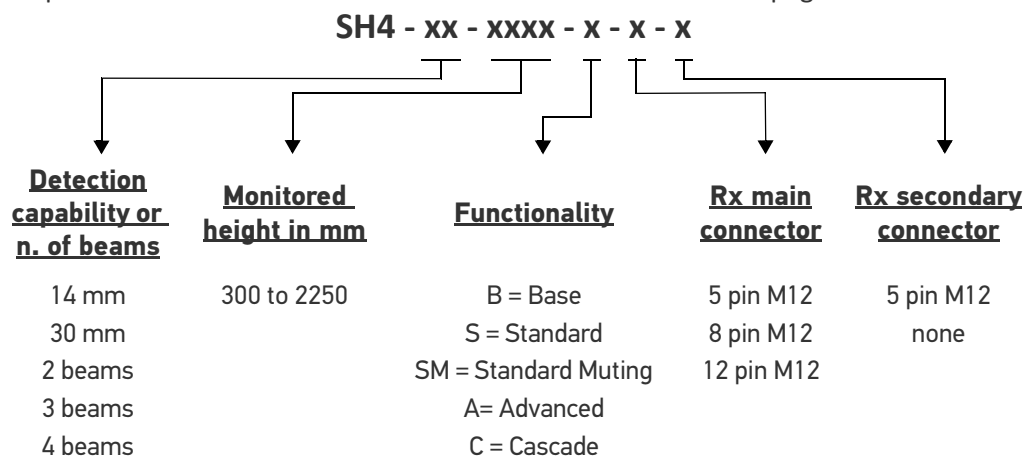 SH4 - xx - xxxx - x - x - x
Detection
capability or
n. of beams
14 mm
30 mm
2 beams
3 beams
4 beams
Monitored
height in mm
300 to 2250
Functionality
B = Base
S = Standard
SM = Standard Muting
A= Advanced
C = Cascade
Rx main
connector
5 pin M12
8 pin M12
12 pin M12
Rx secondary
connector
5 pin M12
none